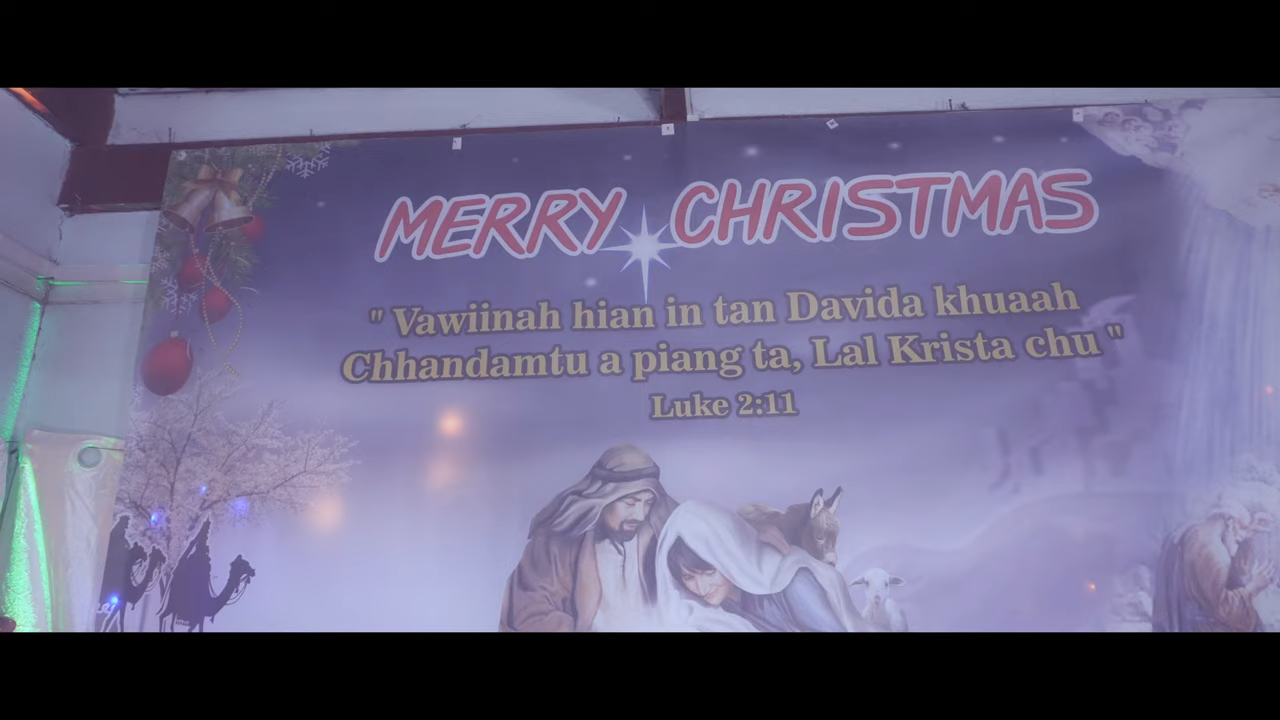 MERRY CHRISTMAS
" Vawiinah hian in tan Davida khuaah
Chhandamtu a piang ta, Lal Krista chu "
Luke 2:11